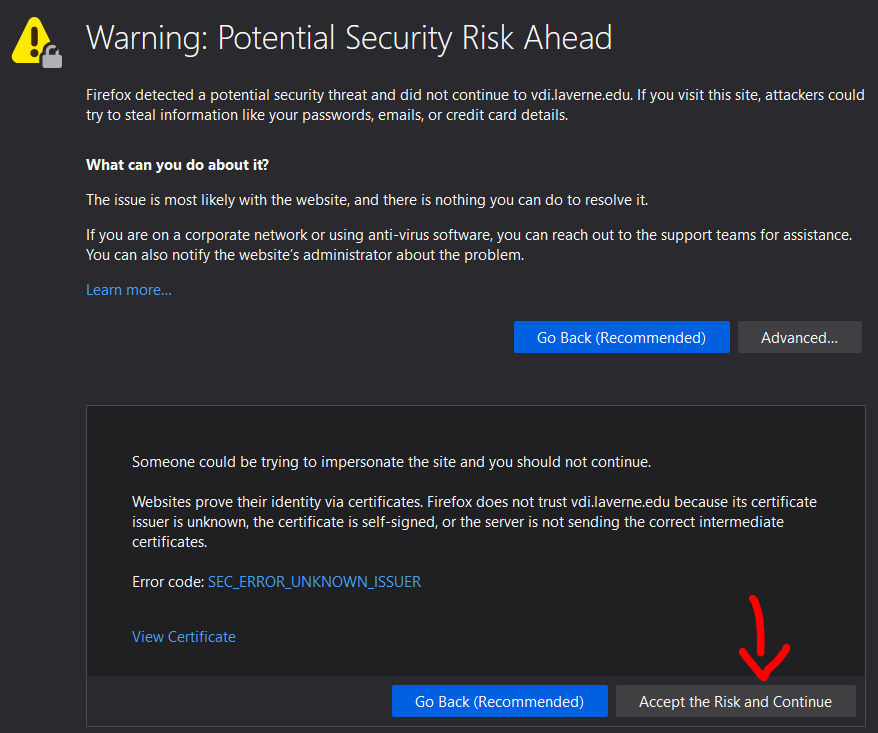 Warning: Potential Security Risk Ahead
Firefox detected a potential security threat and did not continue to vdi.laverne.edu. If you visit this site, attackers could
try to steal information like your passwords, emails, or credit card details.
What can you do about it?
The issue is most likely with the website, and there is nothing you can do to resolve it.
If you are on a corporate network or using anti-virus software, you can reach out to the support teams for assistance.
You can also notify the website's administrator about the problem.
Learn more...
Go Back (Recommended) Advanced...
Someone could be trying to impersonate the site and you should not continue.
Websites prove their identity via certificates. Firefox does not trust vdi.laverne.edu because its certificate
issuer is unknown, the certificate is self-signed, or the server is not sending the correct intermediate
certificates.
Error code: SEC_ERROR_UNKNOWN_ISSUER
View Certificate
Go Back (Recommended) Accept the Risk and Continue